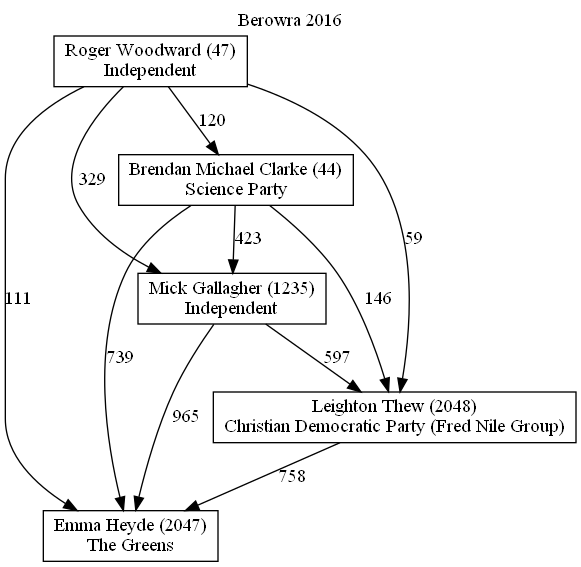 Berowra 2016
Roger Woodward (47)
Independent
120
Brendan Michael Clarke (44)
Science Party
329
423
59
Mick Gallagher (1235)
Independent
111
146
739
597
965
Leighton Thew (2048)
Christian Democratic Party (Fred Nile Group)
758
Emma Heyde (2047)
The Greens